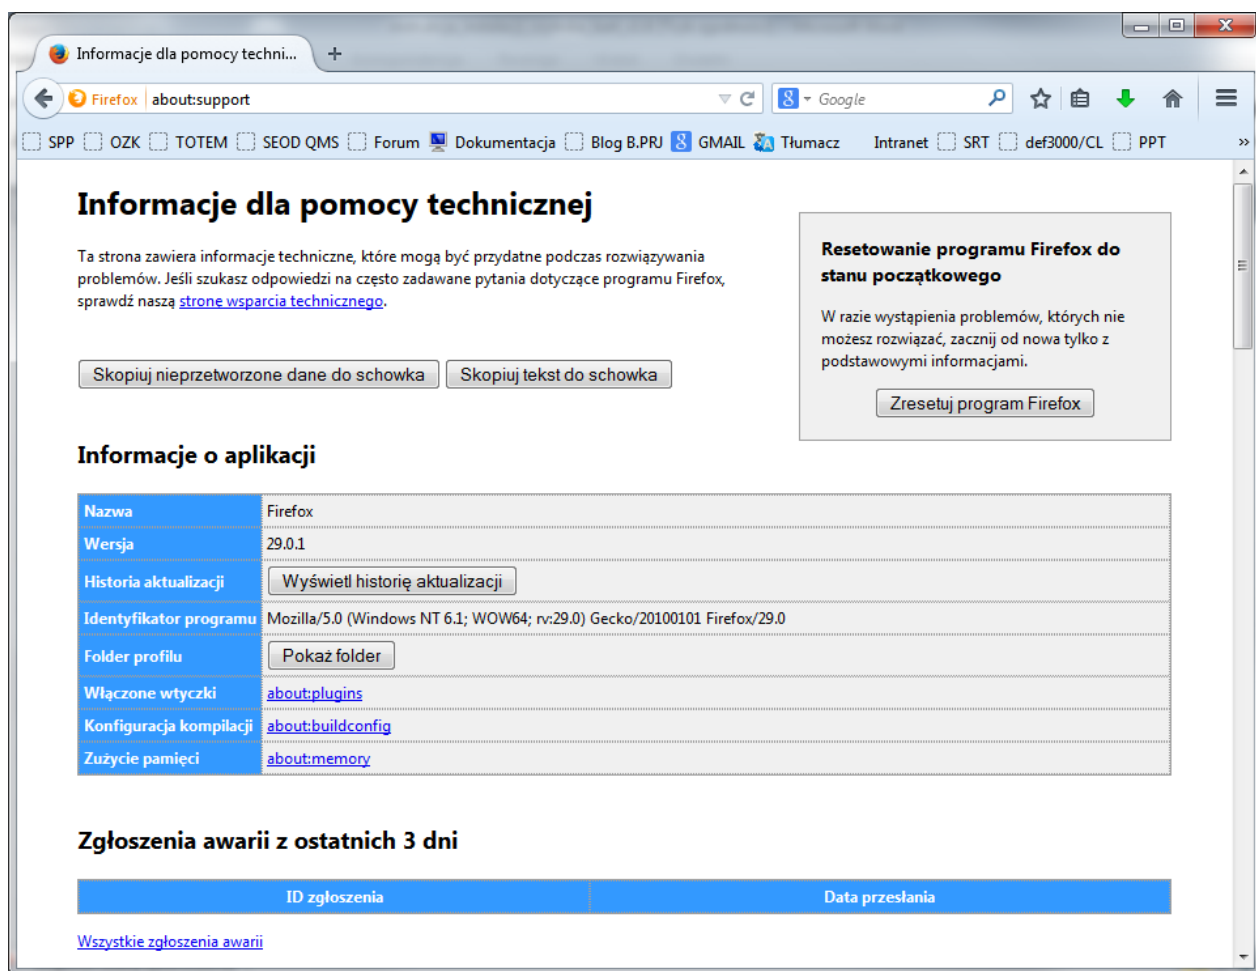 Informacje dla pomocy techni...
Firefox about:support
Google
SPP OZK TOTEM SEOD QMS Forum Dokumentacja Blog B.PRJ GMAIL Tłumacz Intranet SRT def3000/CL PPT »
Informacje dla pomocy technicznej
Ta strona zawiera informacje techniczne, które mogą być przydatne podczas rozwiązywania
problemów. Jeśli szukasz odpowiedzi na często zadawane pytania dotyczące programu Firefox,
sprawdź naszą strone wsparcia technicznego.
Skopiuj nieprzetworzone dane do schowka Skopiuj tekst do schowka
Resetowanie programu Firefox do
stanu początkowego
W razie wystąpienia problemów, których nie
możesz rozwiązać, zacznij od nowa tylko z
podstawowymi informacjami.
Zresetuj program Firefox
Informacje o aplikacji
Nazwa Firefox
Wersja 29.0.1
Historia aktualizacji Wyświetl historię aktualizacji
Identyfikator programu Mozilla/5.0 (Windows NT 6.1; WOW64; rv:29.0) Gecko/20100101 Firefox/29.0
Folder profilu Pokaż folder
Włączone wtyczki about:plugins
Konfiguracja kompilacji about:buildconfig
Zużycie pamięci about:memory
Zgłoszenia awarii z ostatnich 3 dni
ID zgłoszenia Data przesłania
Wszystkie zgłoszenia awarii